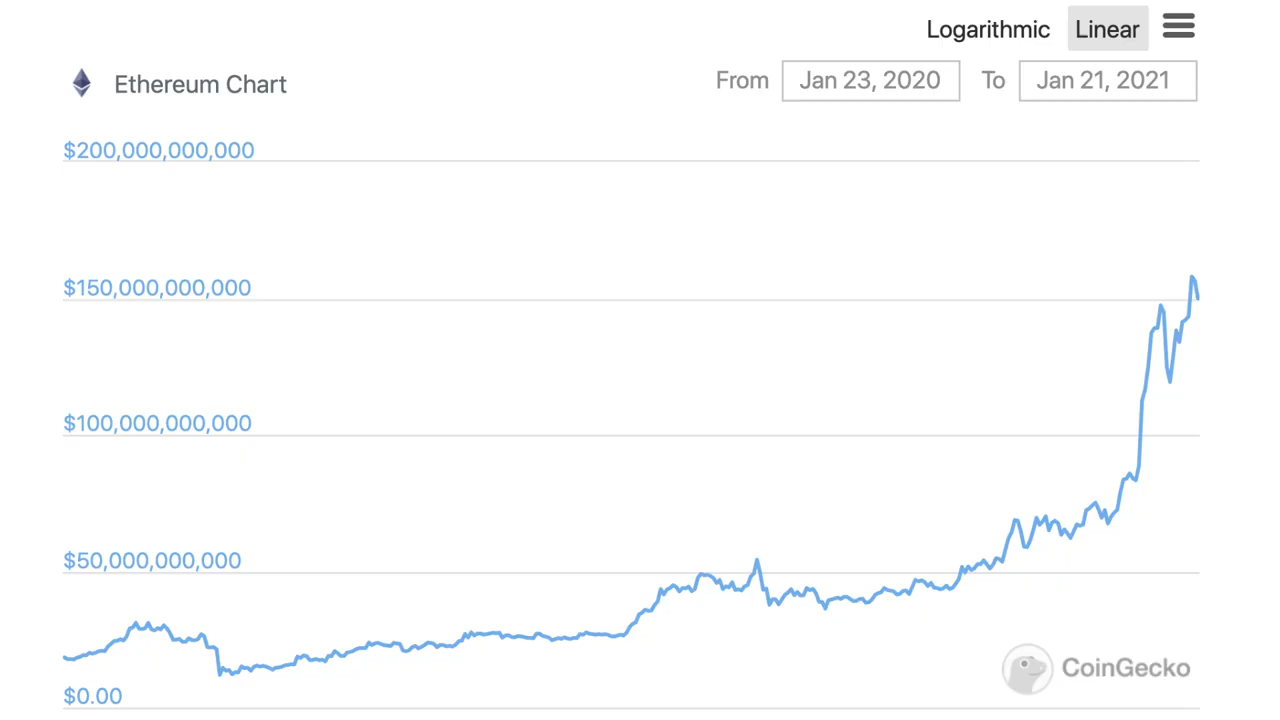 Logarithmic Linear
Ethereum Chart From Jan 23, 2020 To Jan 21, 2021
$200,000,000,000
$150,000,000,000
$100,000,000,000
$50,000,000,000
CoinGecko
$0.00